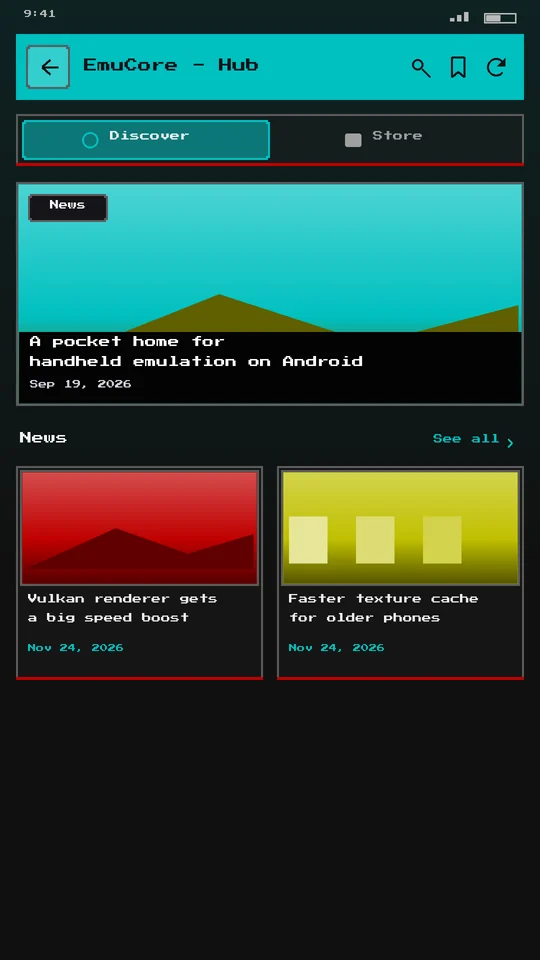 9:41
EmuCore - Hub
Discover
Store
News
A pocket home for
handheld emulation on Android
Sep 19, 2026
News
See all
Vulkan renderer gets
a big speed boost
Nov 24, 2026
Faster texture cache
for older phones
Nov 24, 2026